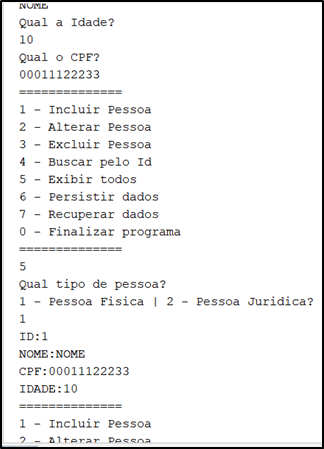 NOME
Qual a Idade?
10
Qual o CPF?
00011122233
==============
1 - Incluir Pessoa
2 - Alterar Pessoa
3 - Excluir Pessoa
4 - Buscar pelo Id
5 - Exibir todos
6 - Persistir dados
7 - Recuperar dados
0 - Finalizar programa
==============
5
Qual tipo de pessoa?
1 - Pessoa Fisica | 2 - Pessoa Juridica?
1
ID:1
NOME:NOME
CPF:00011122233
IDADE:10
==============
1 - Incluir Pessoa
2 - Alterar Pessoa